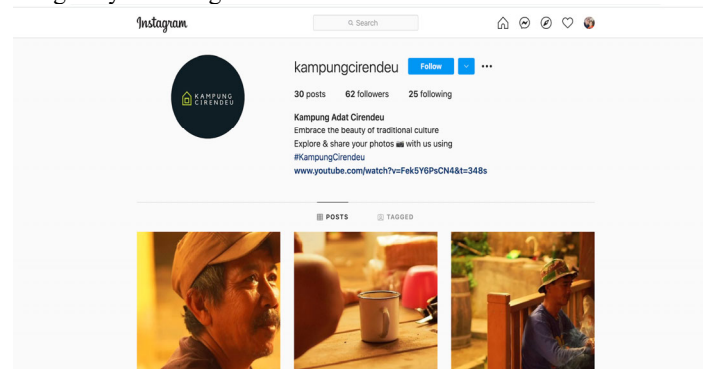 Instagram
Search
kampungcirendeu Follow
30 posts 62 followers 25 following
KAMPUNG
CIRENDEU
Kampung Adat Cirendeu
Embrace the beauty of traditional culture
Explore & share your photos 📷 with us using
#KampungCirendeu
www.youtube.com/watch?v=Fek5Y6PsCN4&t=348s
POSTS TAGGED